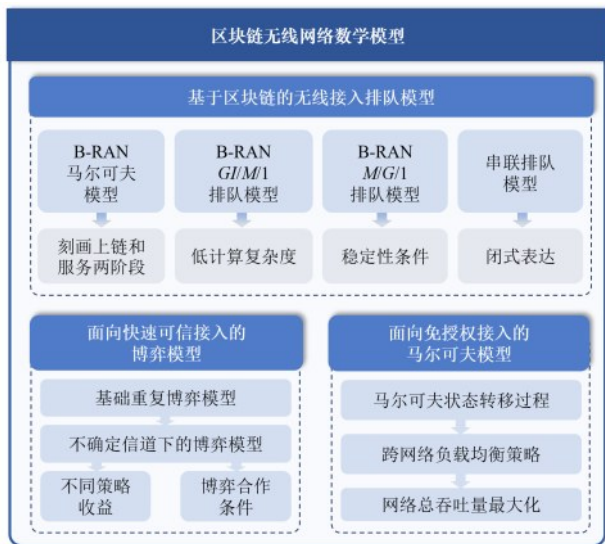 区块链无线网络数学模型
基于区块链的无线接入排队模型
B-RAN
马尔可夫
模型
B-RAN
GI/M/1
排队模型
B-RAN
M/G/1
排队模型
串联排队
模型
刻画上链和
服务两阶段
低计算复杂度
稳定性条件
闭式表达
面向快速可信接入的
博弈模型
基础重复博弈模型
不确定信道下的博弈模型
不同策略
收益
博弈合作
条件
面向免授权接入的
马尔可夫模型
马尔可夫状态转移过程
跨网络负载均衡策略
网络总吞吐量最大化